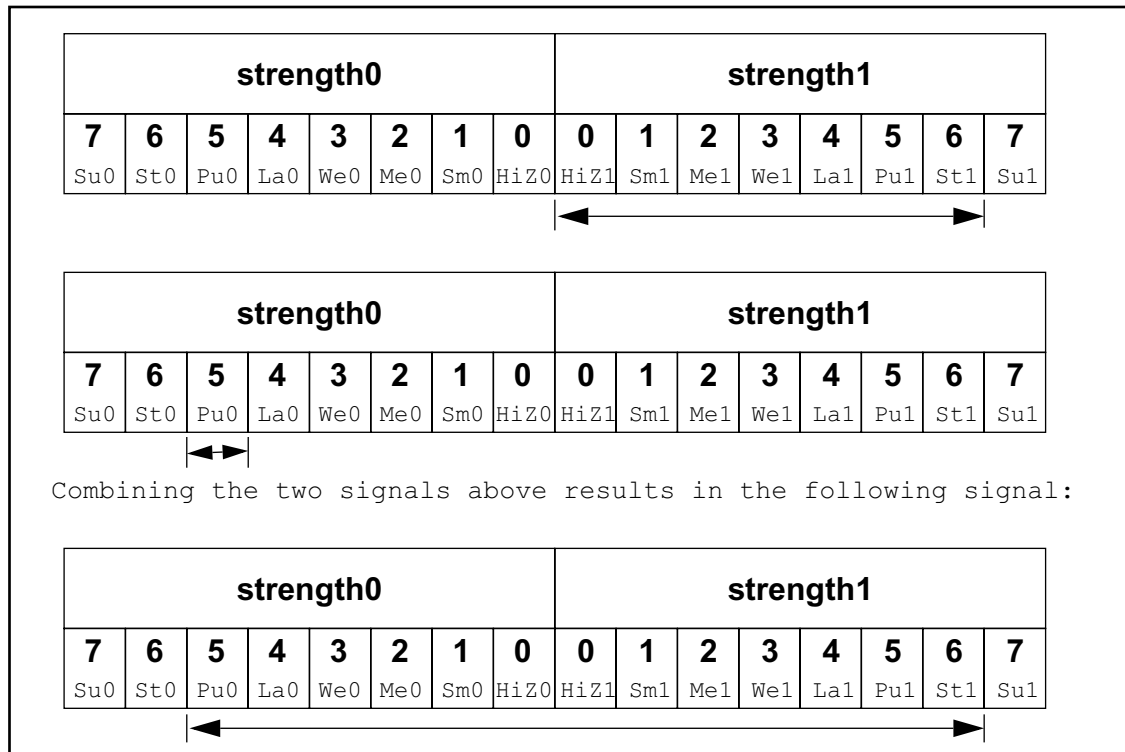 strength0 strength1
7 6 5 4 3 2 1 0 0 1 2 3 4 5 6 7
Su0 St0 Pu0 La0 We0 Me0 Sm0 HiZ0 HiZ1 Sm1 Me1 We1 La1 Pu1 St1 Su1
strength0 strength1
7 6 5 4 3 2 1 0 0 1 2 3 4 5 6 7
Su0 St0 Pu0 La0 We0 Me0 Sm0 HiZ0 HiZ1 Sm1 Me1 We1 La1 Pu1 St1 Su1
Combining the two signals above results in the following signal:
strength0 strength1
7 6 5 4 3 2 1 0 0 1 2 3 4 5 6 7
Su0 St0 Pu0 La0 We0 Me0 Sm0 HiZ0 HiZ1 Sm1 Me1 We1 La1 Pu1 St1 Su1